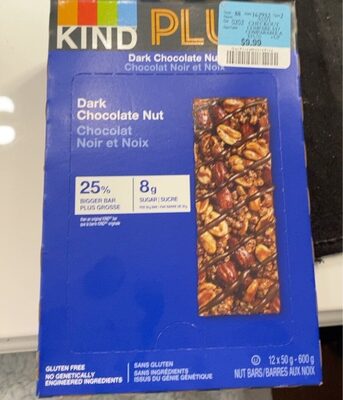 KIND PLU
Dark Chocolate Nu
Chocolat Noir et Noix
CHECKOUT
$9.99
Dark
Chocolate Nut
Chocolat
Noir et Noix
25%
BIGGER BAR
PLUS GROSSE
8g
SUGAR | SUCRE
GLUTEN FREE
NO GENETICALLY
ENGINEERED INGREDIENTS
SANS GLUTEN
SANS INGRÉDIENTS
ISSUS DU GÉNIE GÉNÉTIQUE
U
12 x 50 g - 600 g
NUT BARS/BARRES AUX NOIX